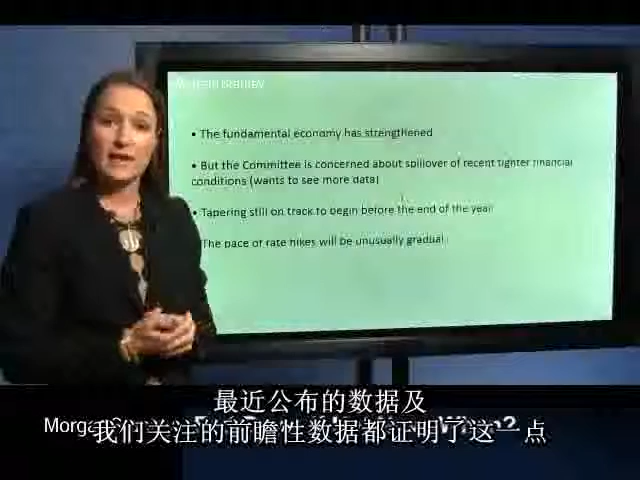 Morgan Stanley
• The fundamental economy has strengthened
• But the Committee is concerned about spillover of recent tighter financial
conditions (wants to see more data)
• Tapering still on track to begin before the end of the year
The pace of rate hikes will be unusually gradual
最近公布的数据及
我们关注的前瞻性数据都证明了这一点
Morgan
When?